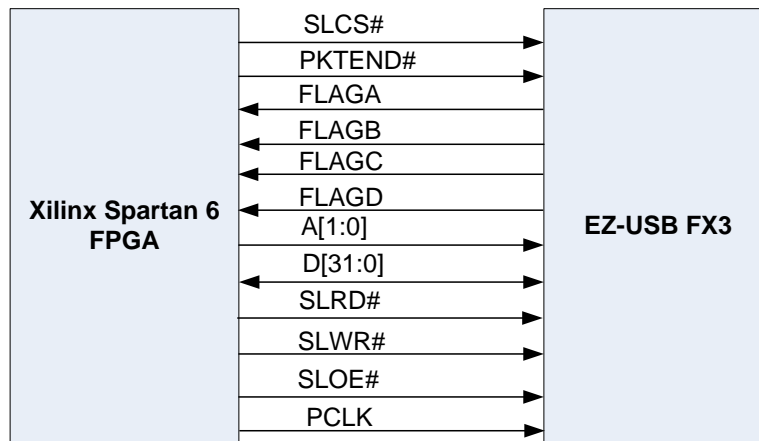 SLCS#
PKTEND#
FLAGA
FLAGB
FLAGC
FLAGD
Xilinx Spartan 6
FPGA
A[1:0]
EZ-USB FX3
D[31:0]
SLRD#
SLWR#
SLOE#
PCLK